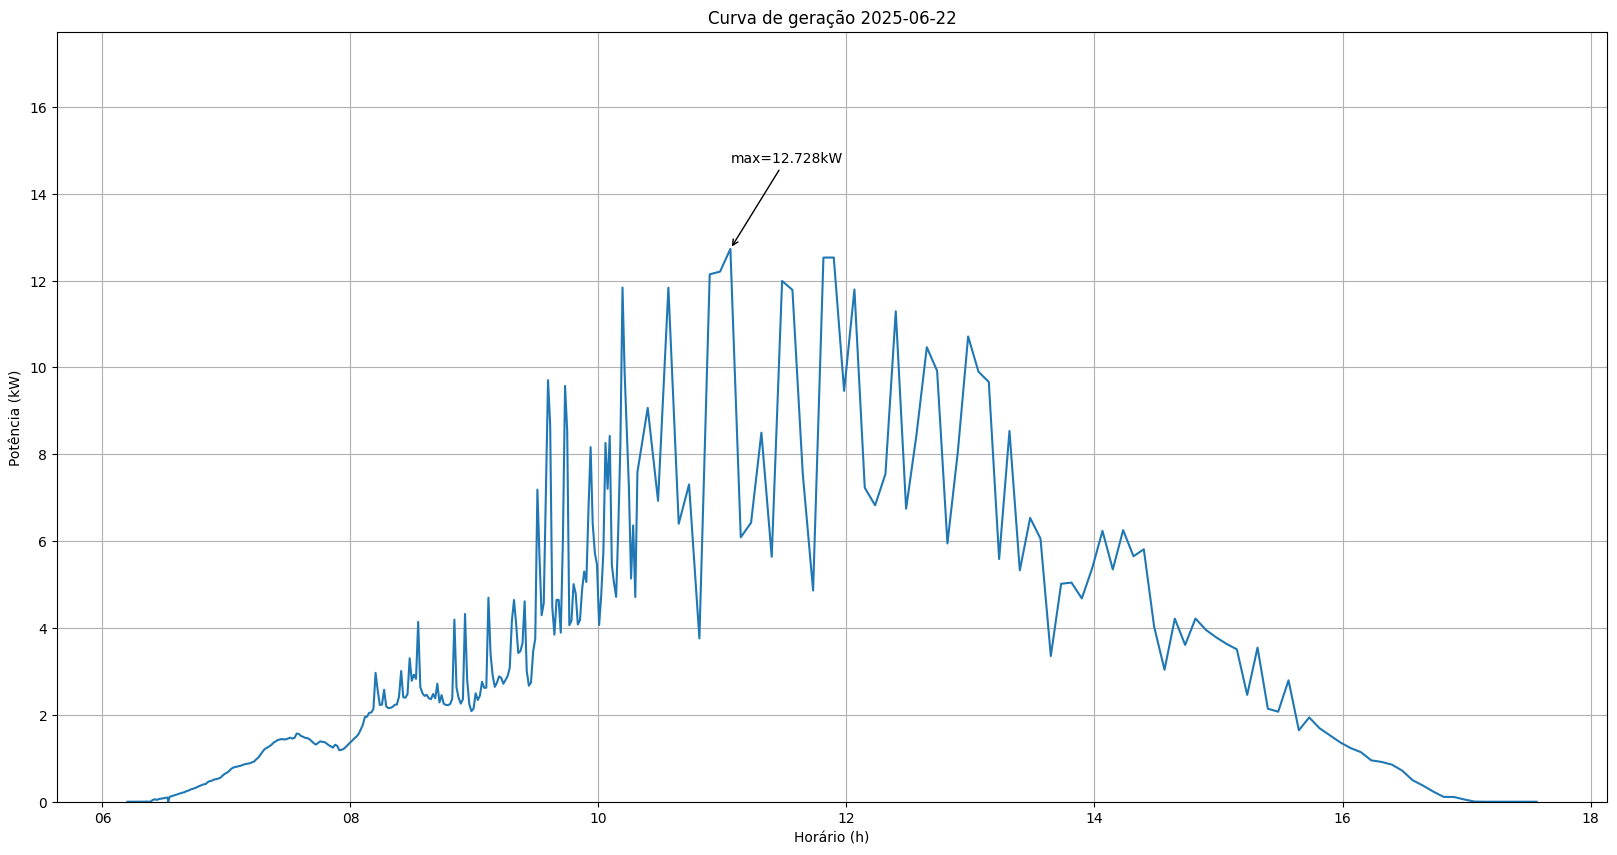 Curva de geração 2025-06-22
16
14
12
10
8
6
4
2
0
Potência (kW)
max=12.728kW
06 08 10 12 14 16 18
Horário (h)